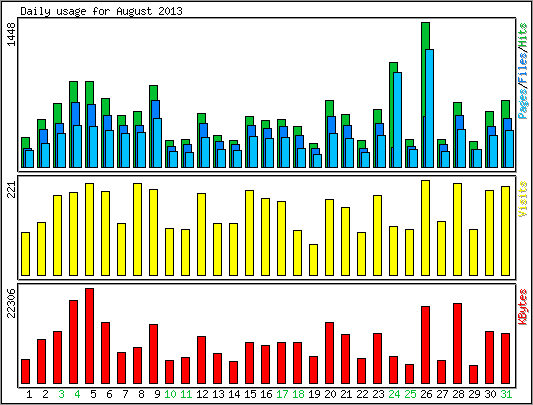 Daily usage for August 2013
1448
Pages/Files/Hits
221
Visits
22306
KBytes
1 2 3 4 5 6 7 8 9 10 11 12 13 14 15 16 17 18 19 20 21 22 23 24 25 26 27 28 29 30 31